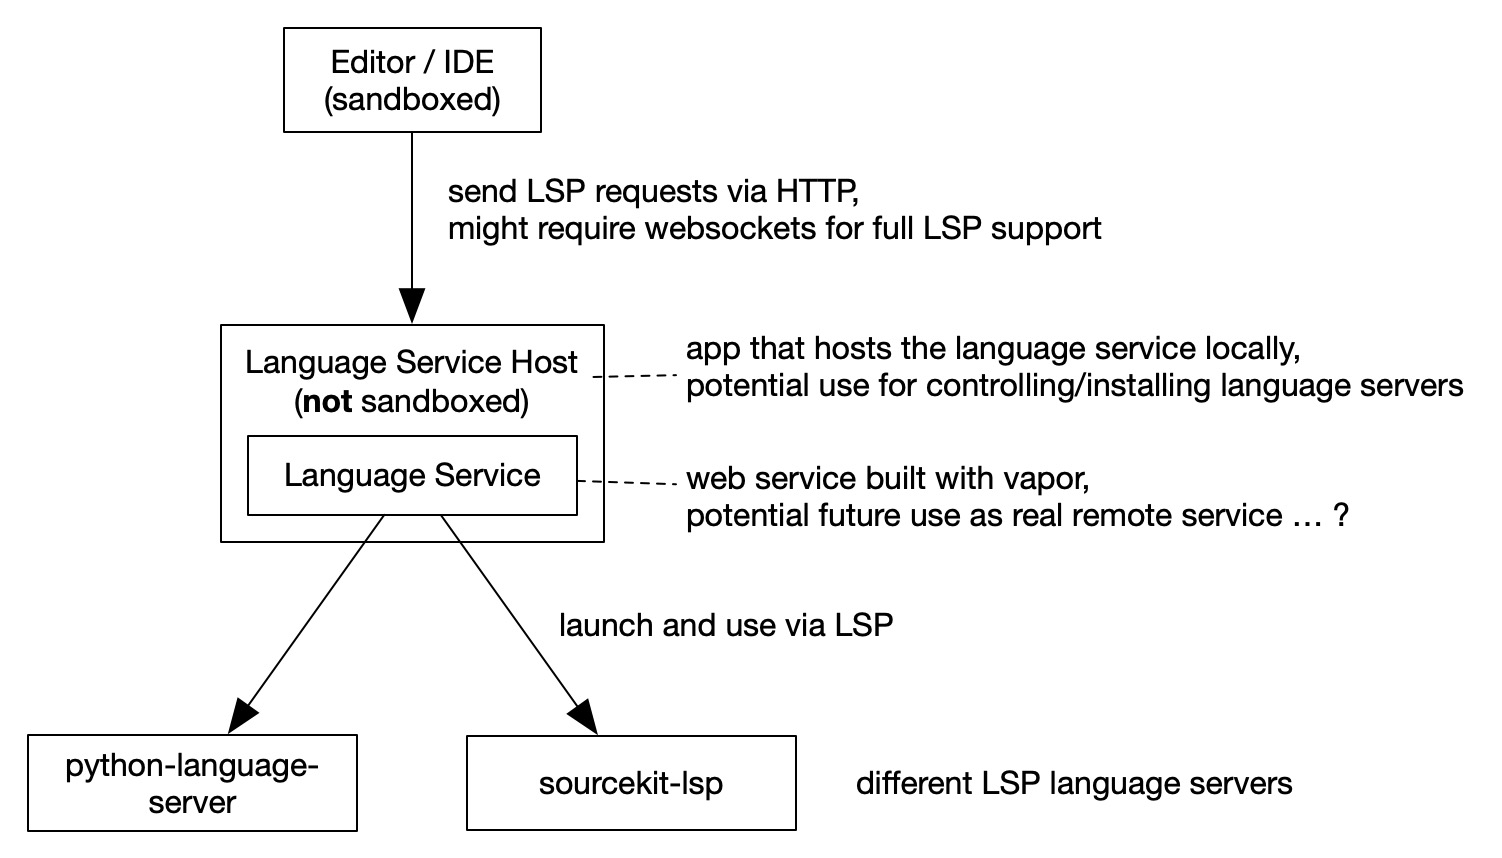 Editor / IDE
(sandboxed)
send LSP requests via HTTP,
might require websockets for full LSP support
Language Service Host
(not sandboxed)
app that hosts the language service locally,
potential use for controlling/installing language servers
Language Service
web service built with vapor,
potential future use as real remote service … ?
launch and use via LSP
python-language-
server
sourcekit-lsp
different LSP language servers